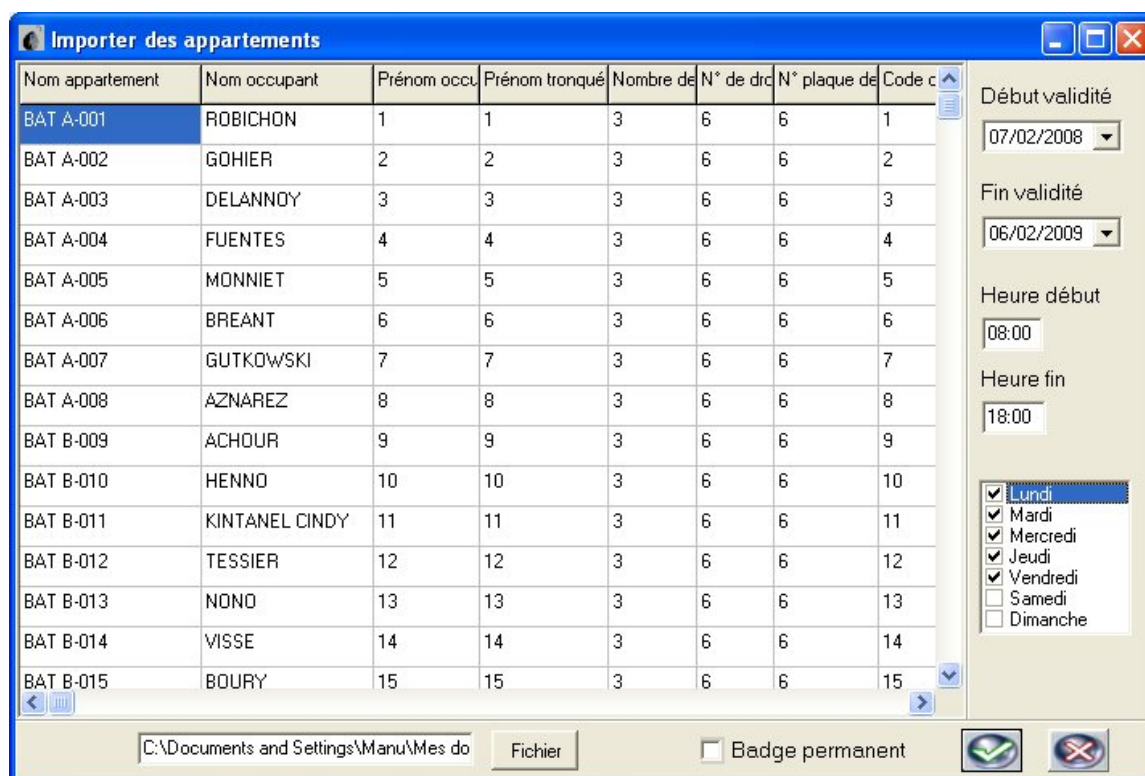 Importer des appartements
Nom appartement Nom occupant Prénom occu Prénom tronqué Nombre de N° de dro N° plaque de Code c
BAT A-001 ROBICHON 1 1 3 6 6 1
BAT A-002 GOHIER 2 2 3 6 6 2
BAT A-003 DELANNOY 3 3 3 6 6 3
BAT A-004 FUENTES 4 4 3 6 6 4
BAT A-005 MONNIET 5 5 3 6 6 5
BAT A-006 BREANT 6 6 3 6 6 6
BAT A-007 GUTKOWSKI 7 7 3 6 6 7
BAT A-008 AZNAREZ 8 8 3 6 6 8
BAT B-009 ACHOUR 9 9 3 6 6 9
BAT B-010 HENNO 10 10 3 6 6 10
BAT B-011 KINTANEL CINDY 11 11 3 6 6 11
BAT B-012 TESSIER 12 12 3 6 6 12
BAT B-013 NONO 13 13 3 6 6 13
BAT B-014 VISSE 14 14 3 6 6 14
BAT B-015 BOURY 15 15 3 6 6 15
Début validité
07/02/2008
Fin validité
06/02/2009
Heure début
08:00
Heure fin
18:00
Lundi
Mardi
Mercredi
Jeudi
Vendredi
Samedi
Dimanche
C:\Documents and Settings\Manu\Mes do Fichier Badge permanent